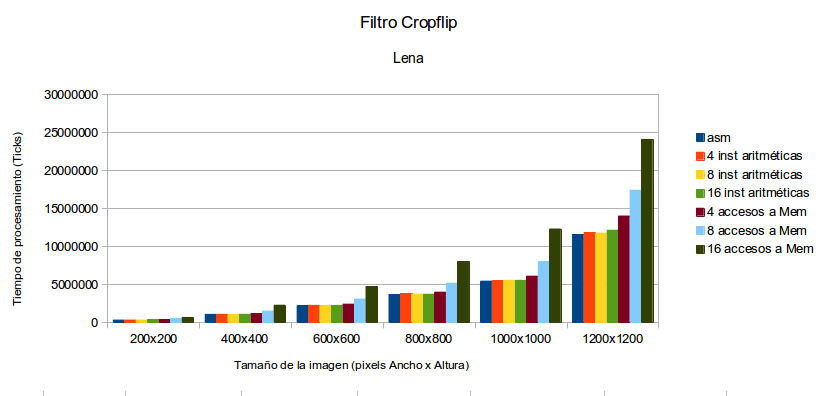 Filtro Cropflip
Lena
Tiempo de procesamiento (Ticks)
30000000
25000000
20000000
15000000
10000000
5000000
0
200x200 400x400 600x600 800x800 1000x1000 1200x1200
Tamaño de la imagen (pixels Ancho x Altura)
asm
4 inst aritméticas
8 inst aritméticas
16 inst aritméticas
4 accesos a Mem
8 accesos a Mem
16 accesos a Mem